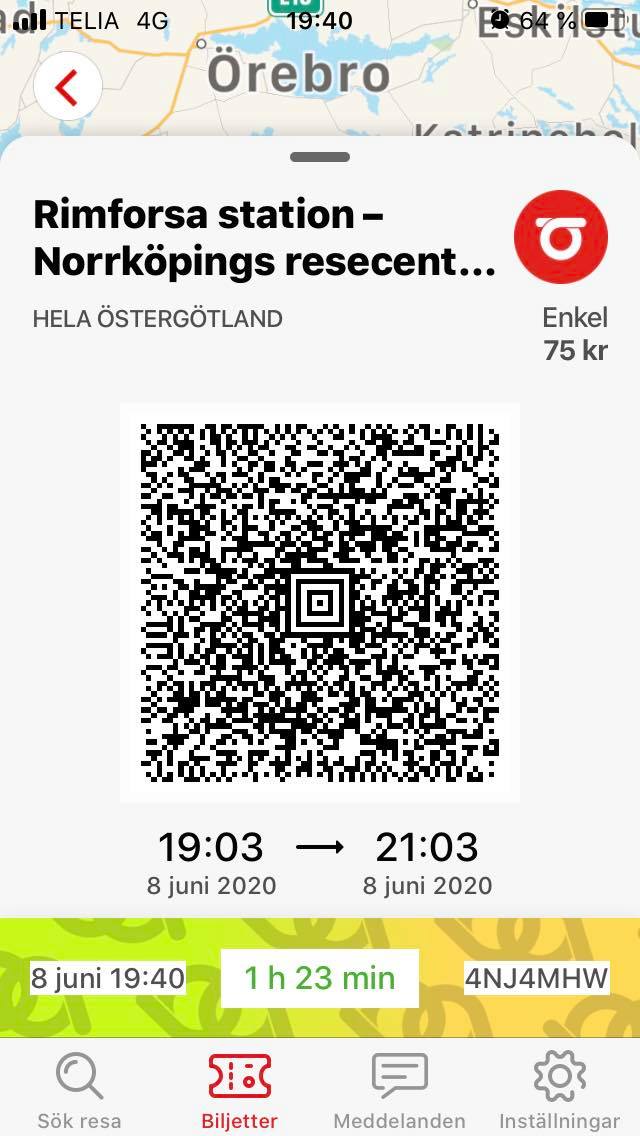 TELIA 4G 19:40 64 %
Örebro
Rimforsa station –
Norrköpings resecent...
HELA ÖSTERGÖTLAND
Enkel
75 kr
19:03 → 21:03
8 juni 2020 8 juni 2020
8 juni 19:40 1 h 23 min 4NJ4MHW
Sök resa Biljetter Meddelanden Inställningar